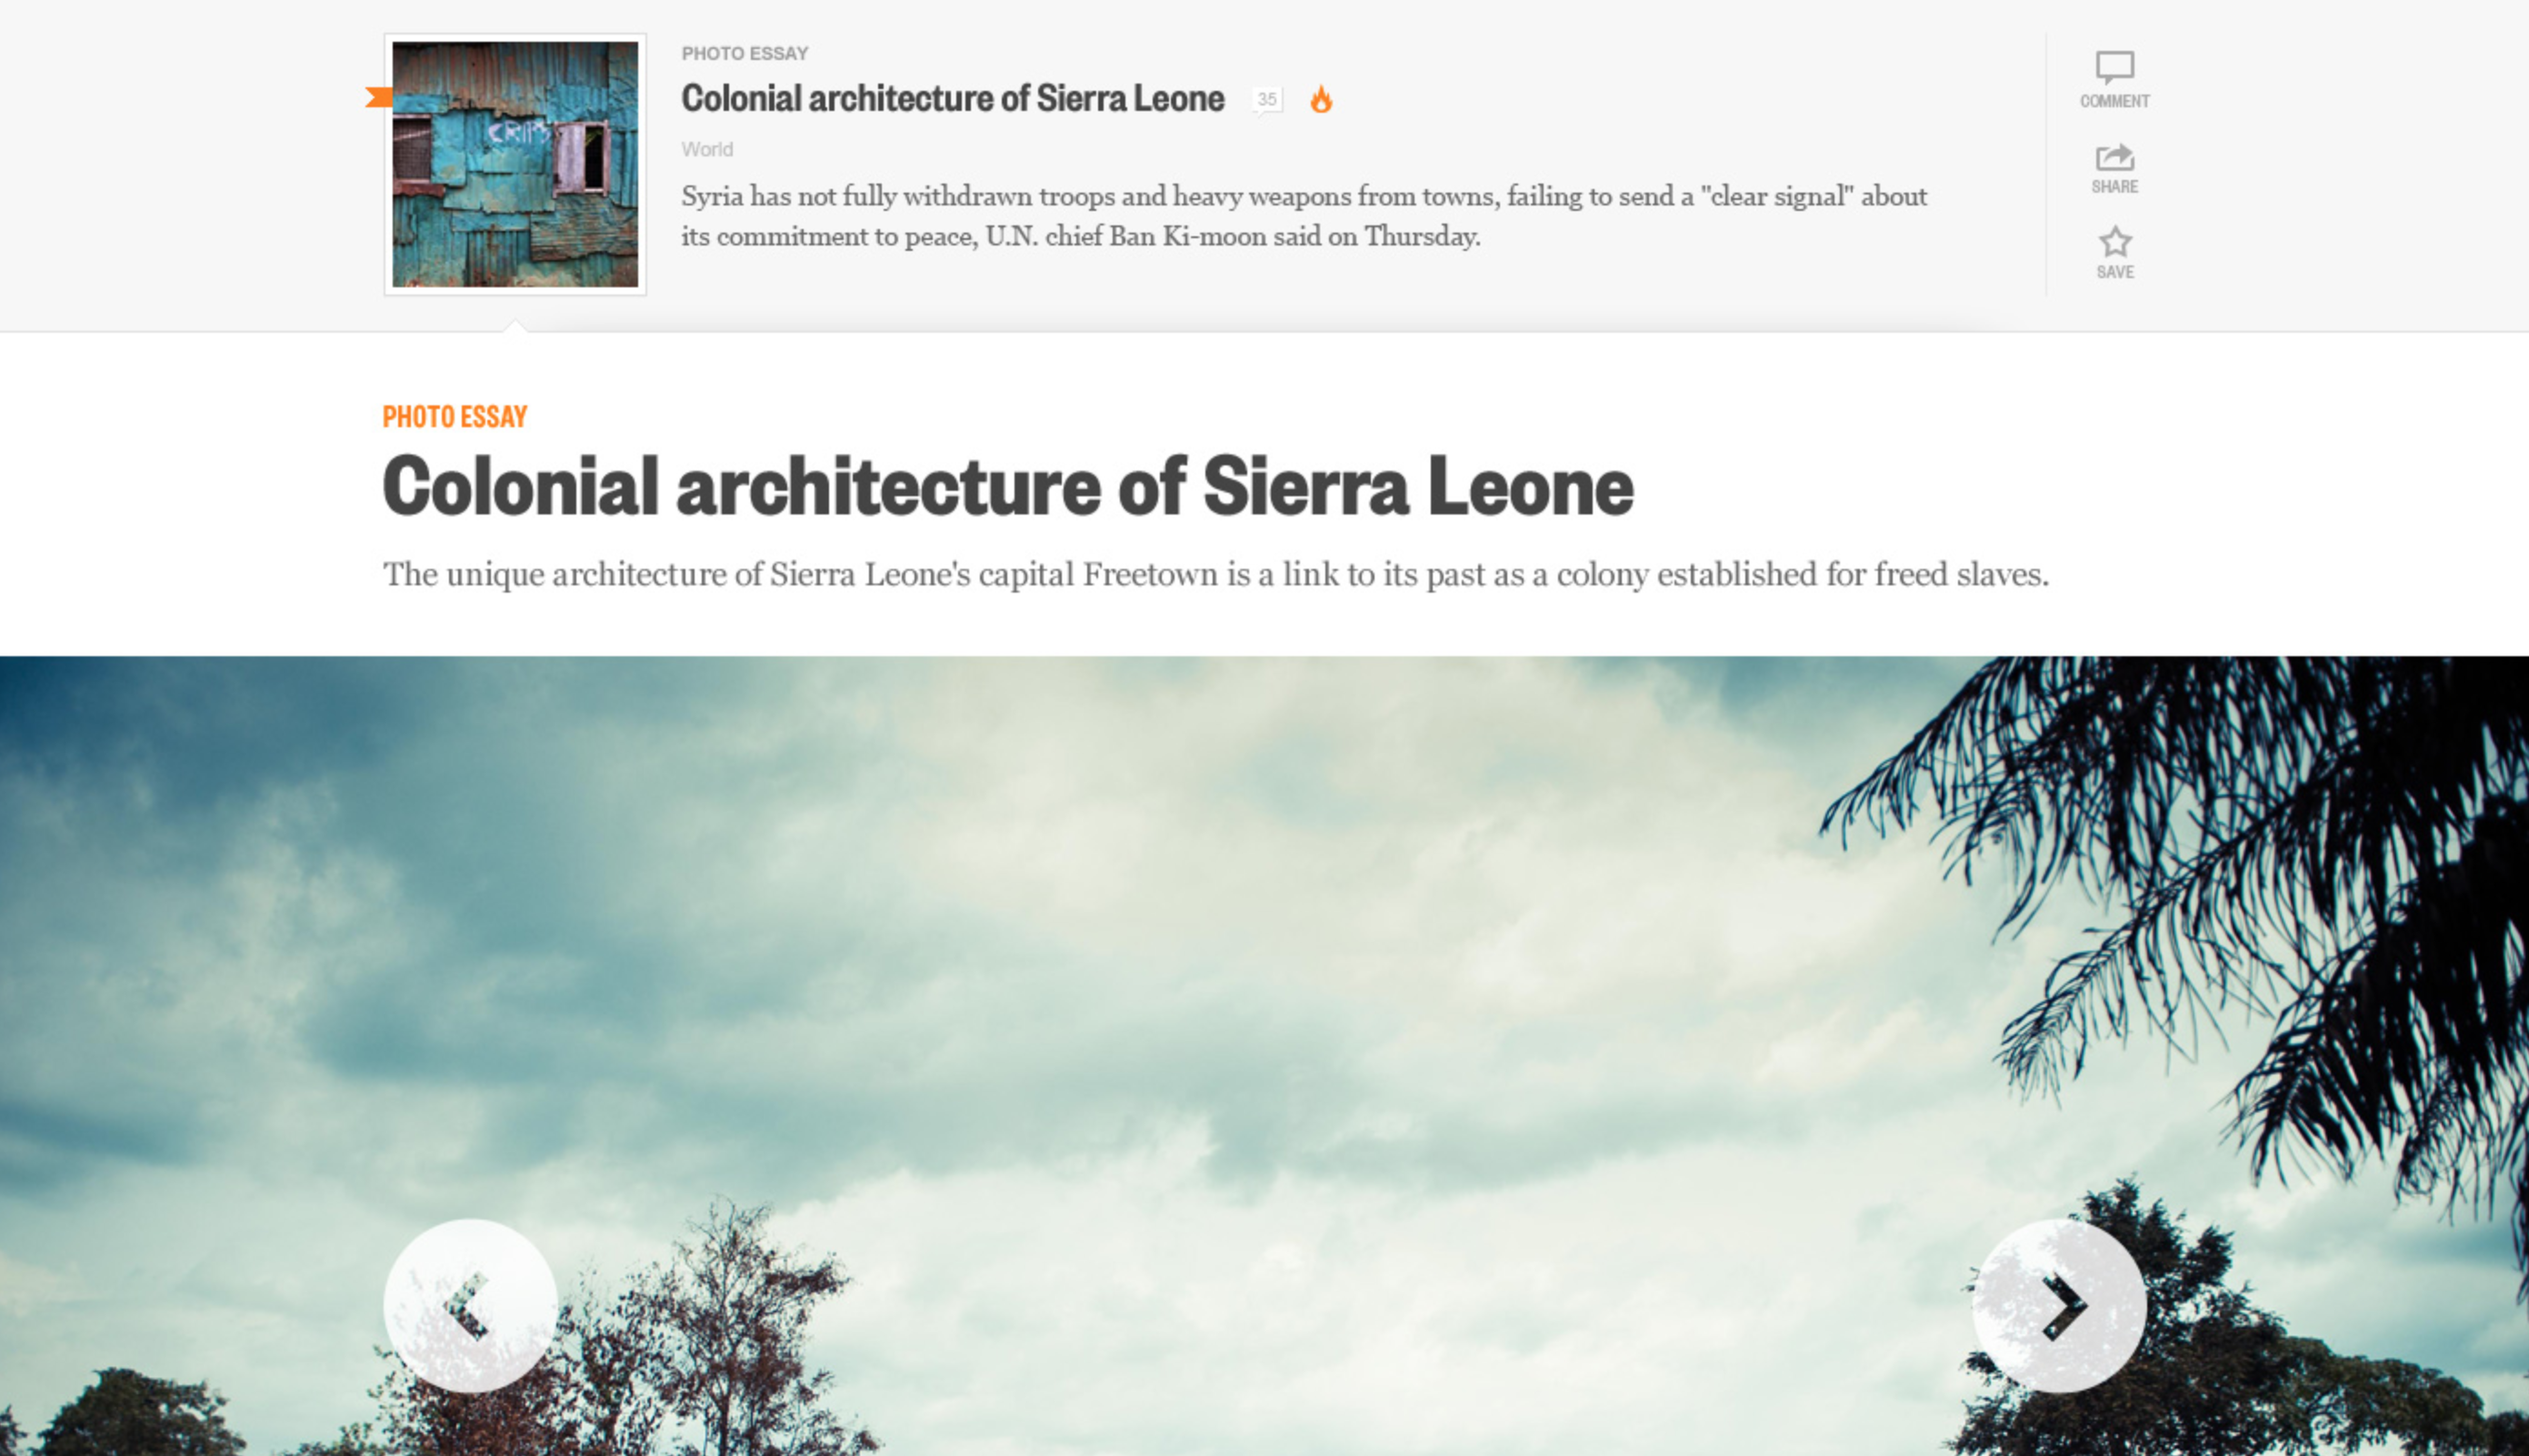 PHOTO ESSAY
Colonial architecture of Sierra Leone 35
World
Syria has not fully withdrawn troops and heavy weapons from towns, failing to send a "clear signal" about
its commitment to peace, U.N. chief Ban Ki-moon said on Thursday.
COMMENT
SHARE
SAVE
CRIPS
PHOTO ESSAY
Colonial architecture of Sierra Leone
The unique architecture of Sierra Leone's capital Freetown is a link to its past as a colony established for freed slaves.